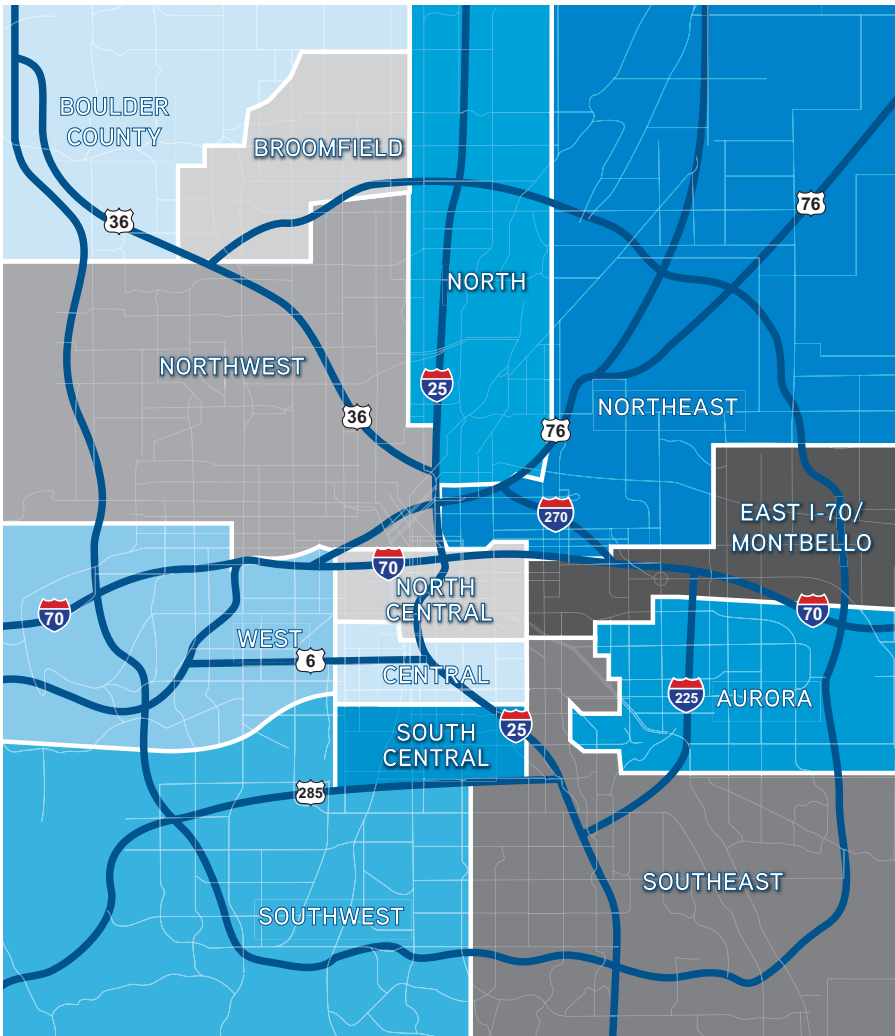 BOULDER
COUNTY
BROOMFIELD
36
76
NORTH
NORTHWEST
25
36
NORTHEAST
76
270
EAST I-70/
MONTBELLO
70
NORTH
CENTRAL
70
70
WEST
6
CENTRAL
225
AURORA
25
SOUTH
CENTRAL
285
SOUTHEAST
SOUTHWEST